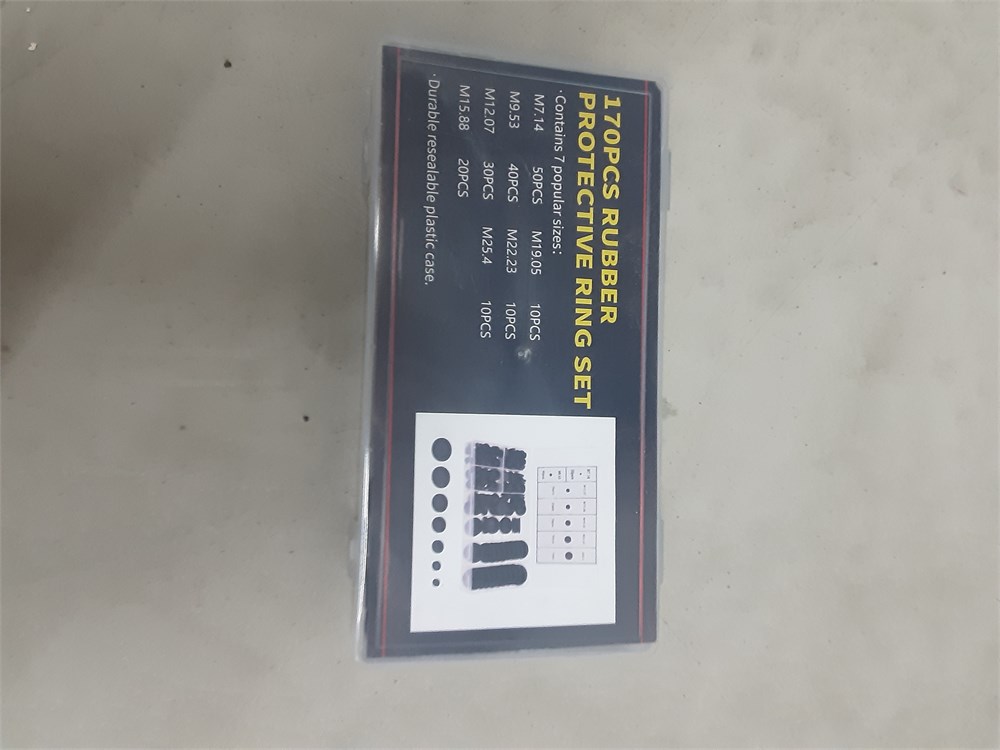 170PCS RUBBER
PROTECTIVE RING SET
·Contains 7 popular sizes:
M7.14 50PCS M19.05 10PCS
M9.53 40PCS M22.23 10PCS
M12.07 30PCS M25.4 10PCS
M15.88 20PCS
·Durable resealable plastic case.